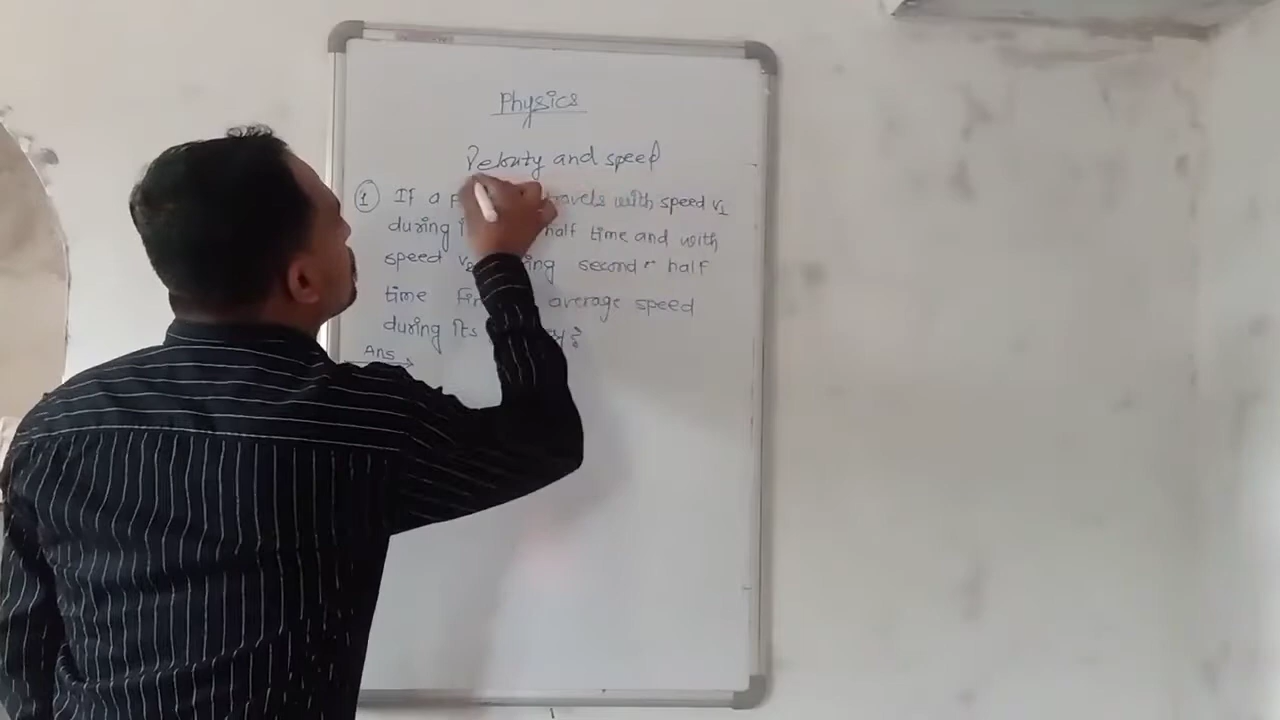 Physics
Velouty and speed
① If a travels with speed v₁
during half time and with
speed second half
time average speed
during its
Ans